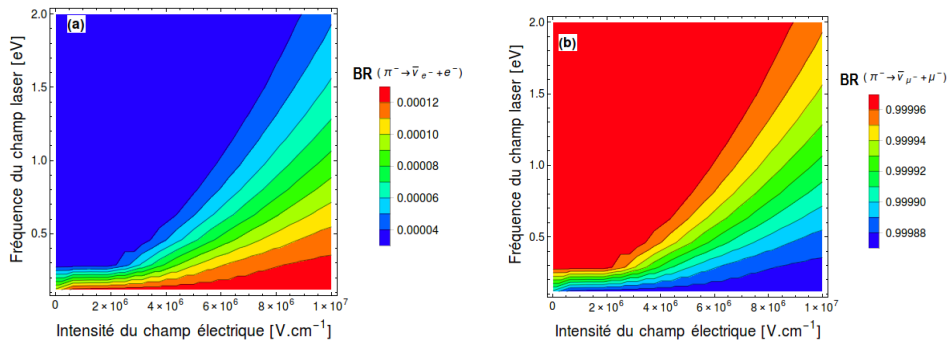 (a)
2.0
1.5
1.0
0.5
0
2 × 10⁶
4 × 10⁶
6 × 10⁶
8 × 10⁶
1 × 10⁷
Fréquence du champ laser [eV]
Intensité du champ électrique [V.cm⁻¹]
BR (π⁻→ν̅ e⁻+e⁻)
0.00012
0.00010
0.00008
0.00006
0.00004
(b)
2.0
1.5
1.0
0.5
0
2 × 10⁶
4 × 10⁶
6 × 10⁶
8 × 10⁶
1 × 10⁷
Fréquence du champ laser [eV]
Intensité du champ électrique [V.cm⁻¹]
BR (π⁻→ν̅ μ⁻+μ⁻)
0.99996
0.99994
0.99992
0.99990
0.99988